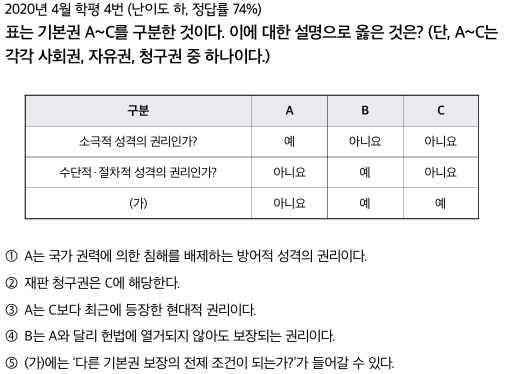 2020년 4월 학평 4번 (난이도 하, 정답률 74%)
표는 기본권 A~C를 구분한 것이다. 이에 대한 설명으로 옳은 것은? (단, A~C는
각각 사회권, 자유권, 청구권 중 하나이다.)
구분 A B C
소극적 성격의 권리인가? 예 아니요 아니요
수단적·절차적 성격의 권리인가? 아니요 예 아니요
(가) 아니요 예 예
① A는 국가 권력에 의한 침해를 배제하는 방어적 성격의 권리이다.
② 재판 청구권은 C에 해당한다.
③ A는 C보다 최근에 등장한 현대적 권리이다.
④ B는 A와 달리 헌법에 열거되지 않아도 보장되는 권리이다.
⑤ (가)에는 ‘다른 기본권 보장의 전제 조건이 되는가?’가 들어갈 수 있다.